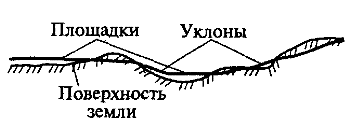 Площадки
Уклоны
Поверхность
земли